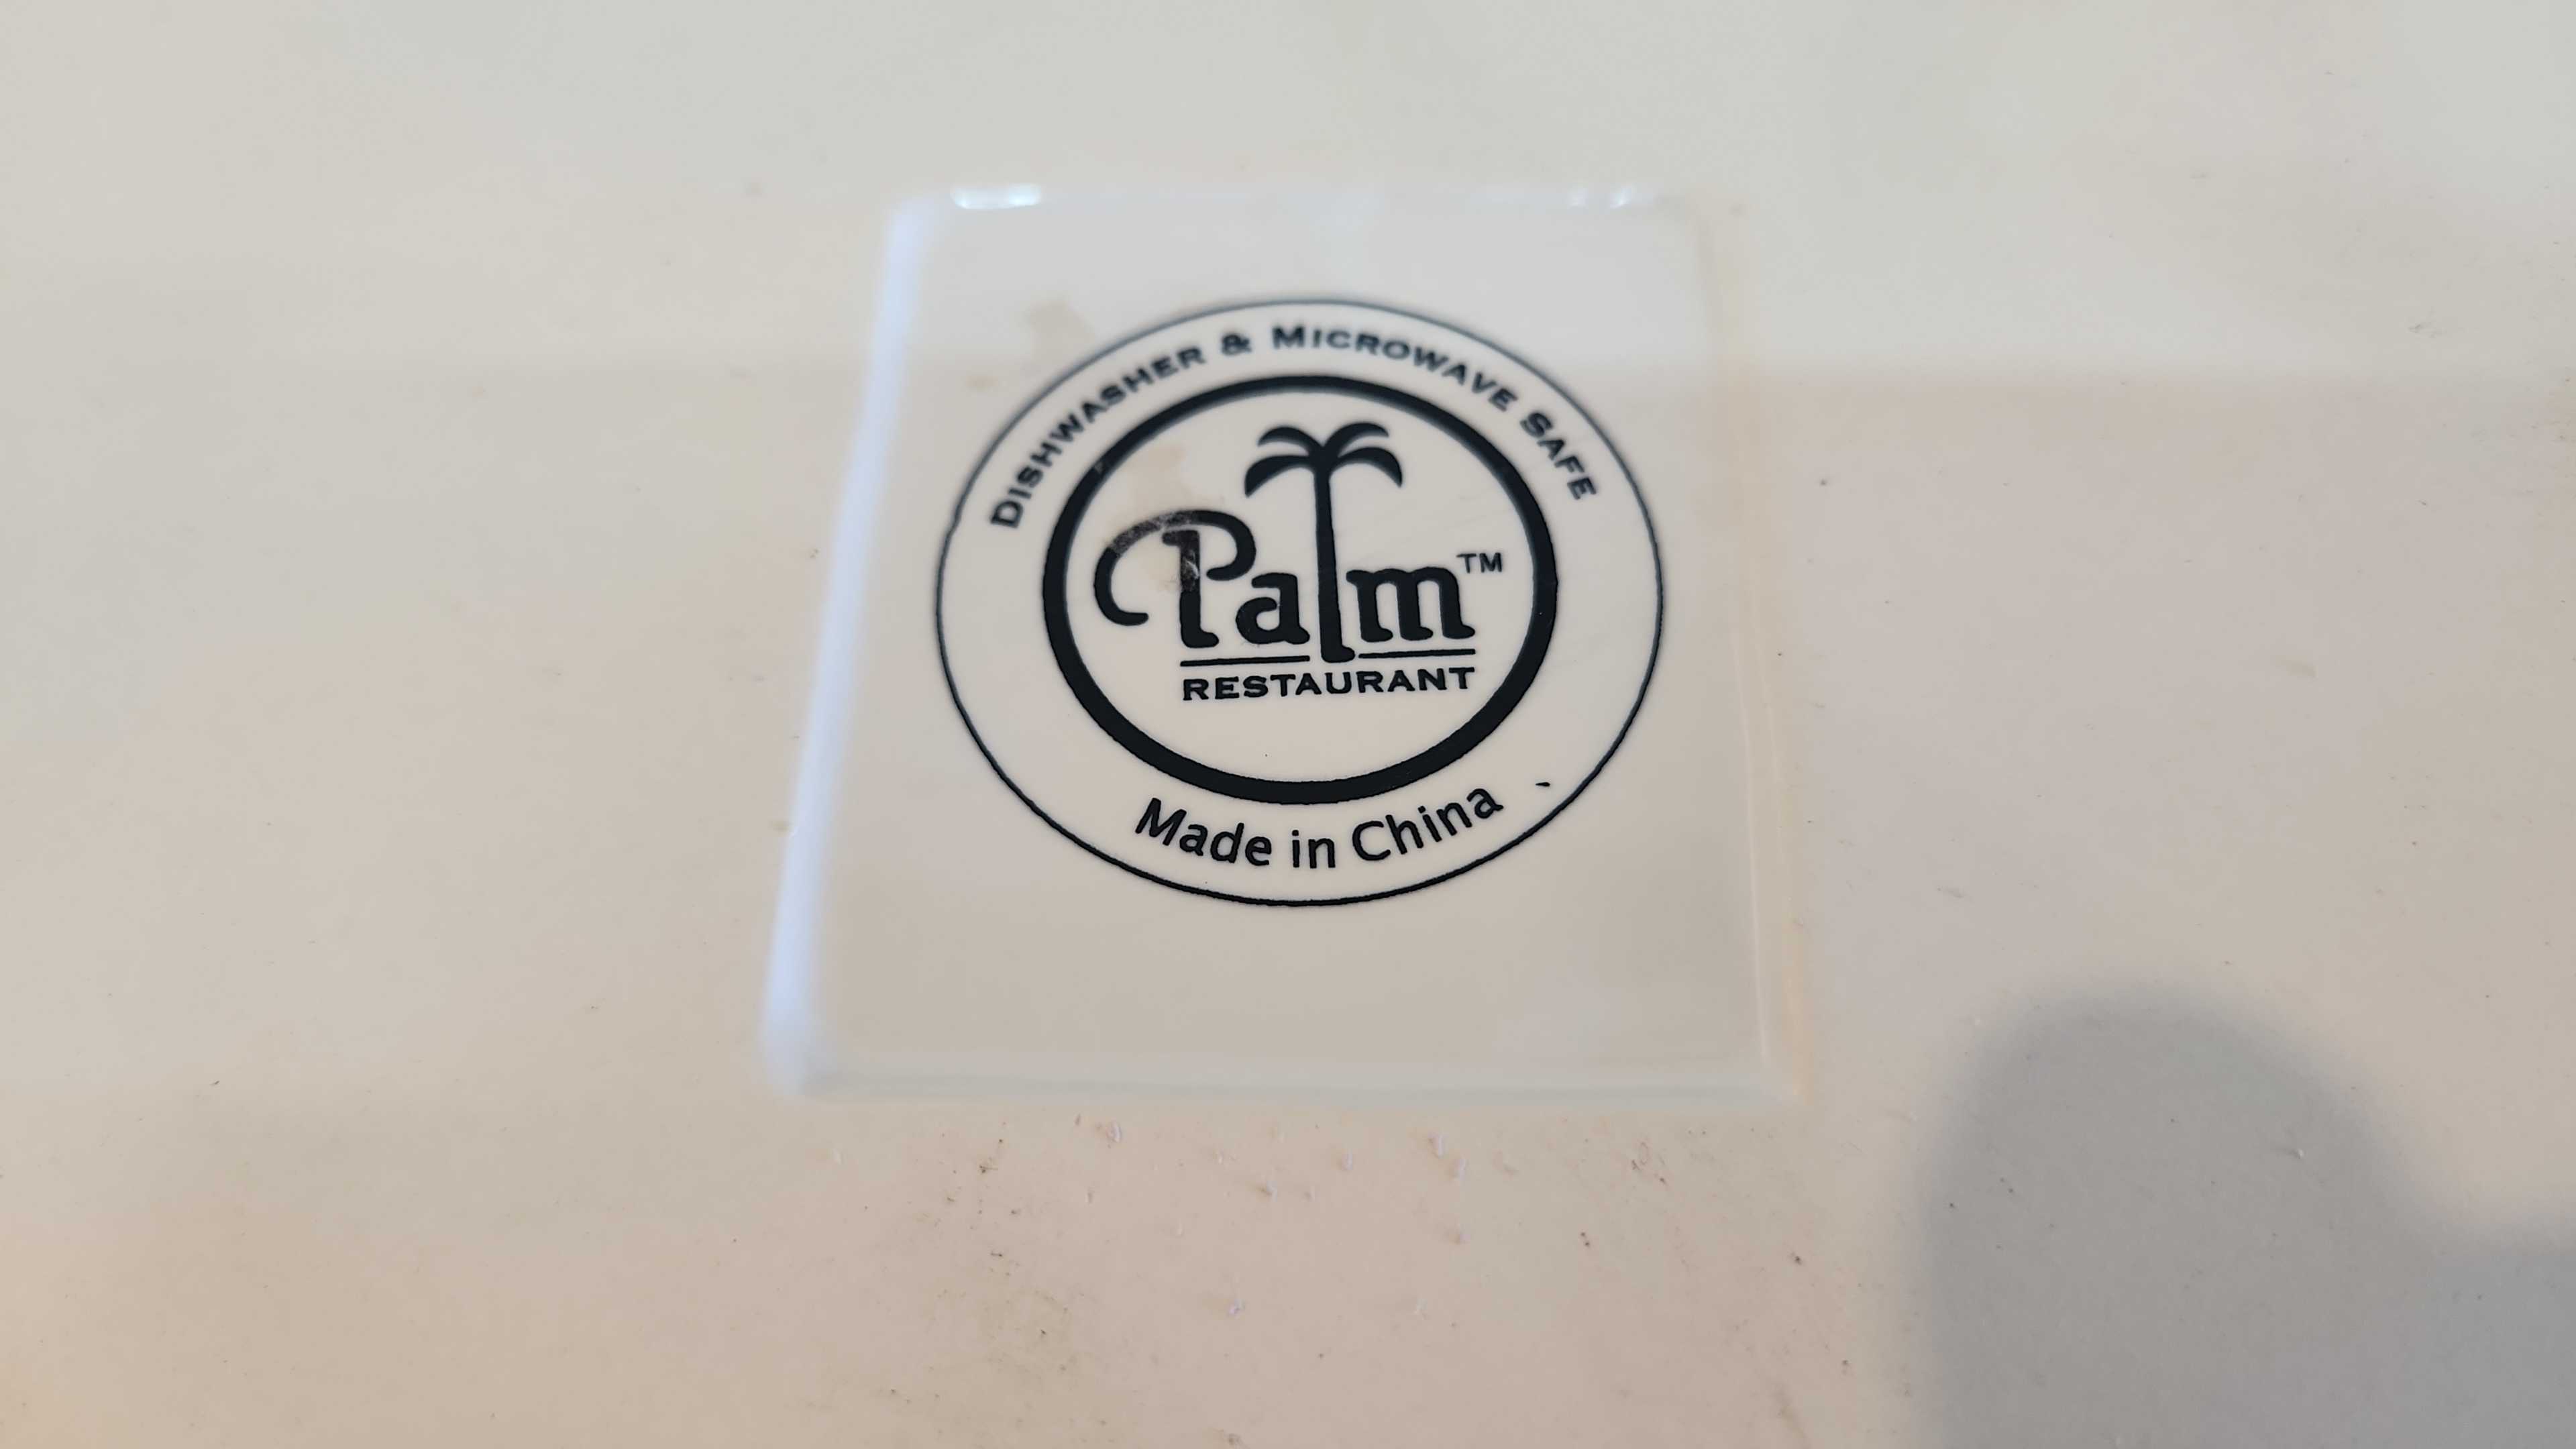 DISHWASHER & MICROWAVE SAFE
Palm™
RESTAURANT
Made in China